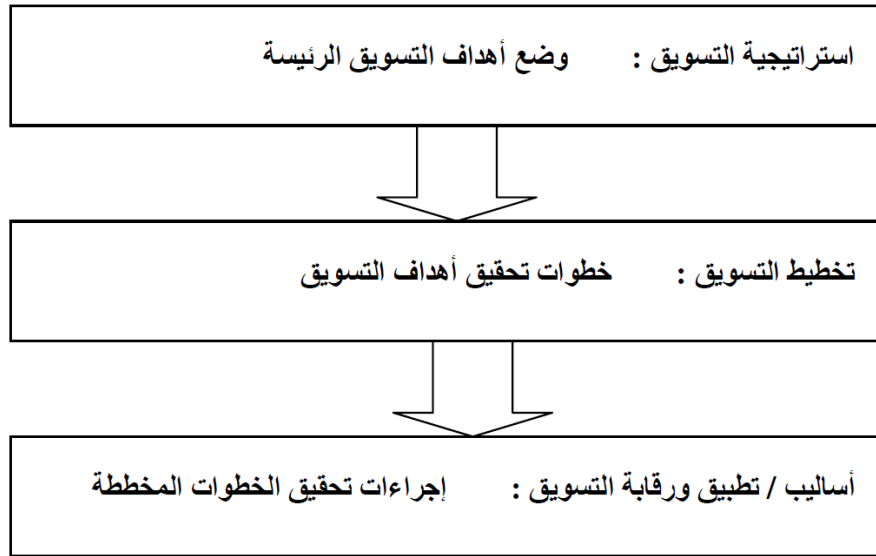 استراتيجية التسويق : وضع أهداف التسويق الرئيسة
تخطيط التسويق : خطوات تحقيق أهداف التسويق
أساليب / تطبيق ورقابة التسويق : إجراءات تحقيق الخطوات المخططة